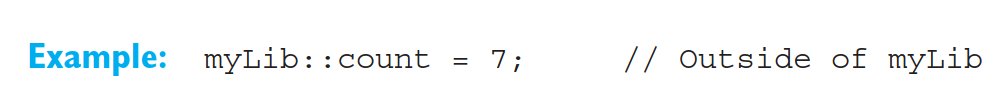 Example: myLib::count = 7; // Outside of myLib